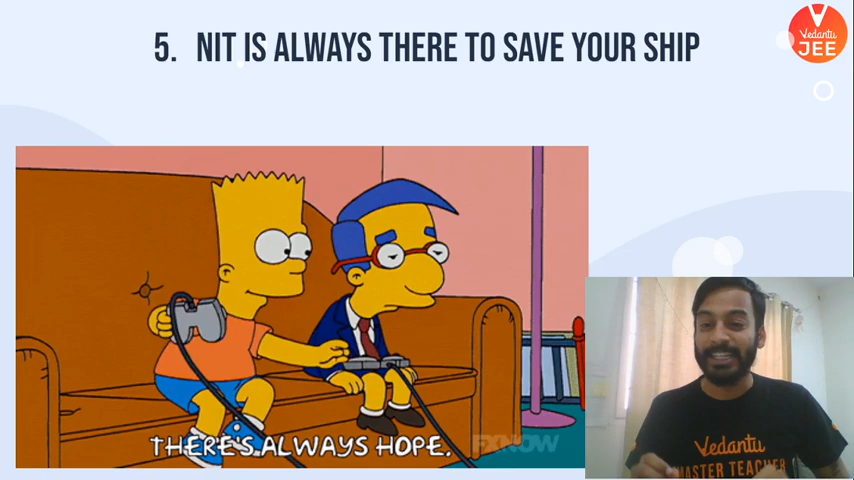 5. NIT IS ALWAYS THERE TO SAVE YOUR SHIP
Vedantu
JEE
THERE'S ALWAYS HOPE.
FXNOW
Vedantu
MASTER TEACHER